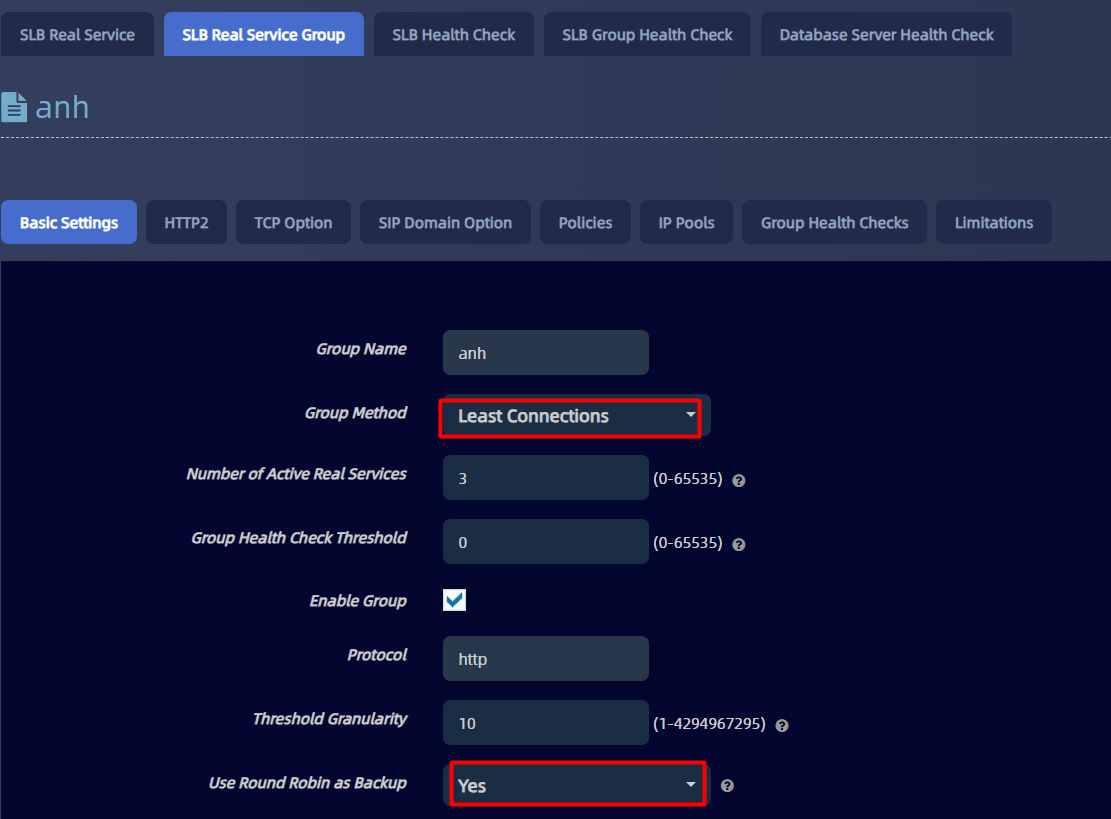 SLB Real Service SLB Real Service Group SLB Health Check SLB Group Health Check Database Server Health Check
anh
Basic Settings HTTP2 TCP Option SIP Domain Option Policies IP Pools Group Health Checks Limitations
Group Name anh
Group Method Least Connections
Number of Active Real Services 3 (0-65535) ?
Group Health Check Threshold 0 (0-65535) ?
Enable Group
Protocol http
Threshold Granularity 10 (1-4294967295) ?
Use Round Robin as Backup Yes ?